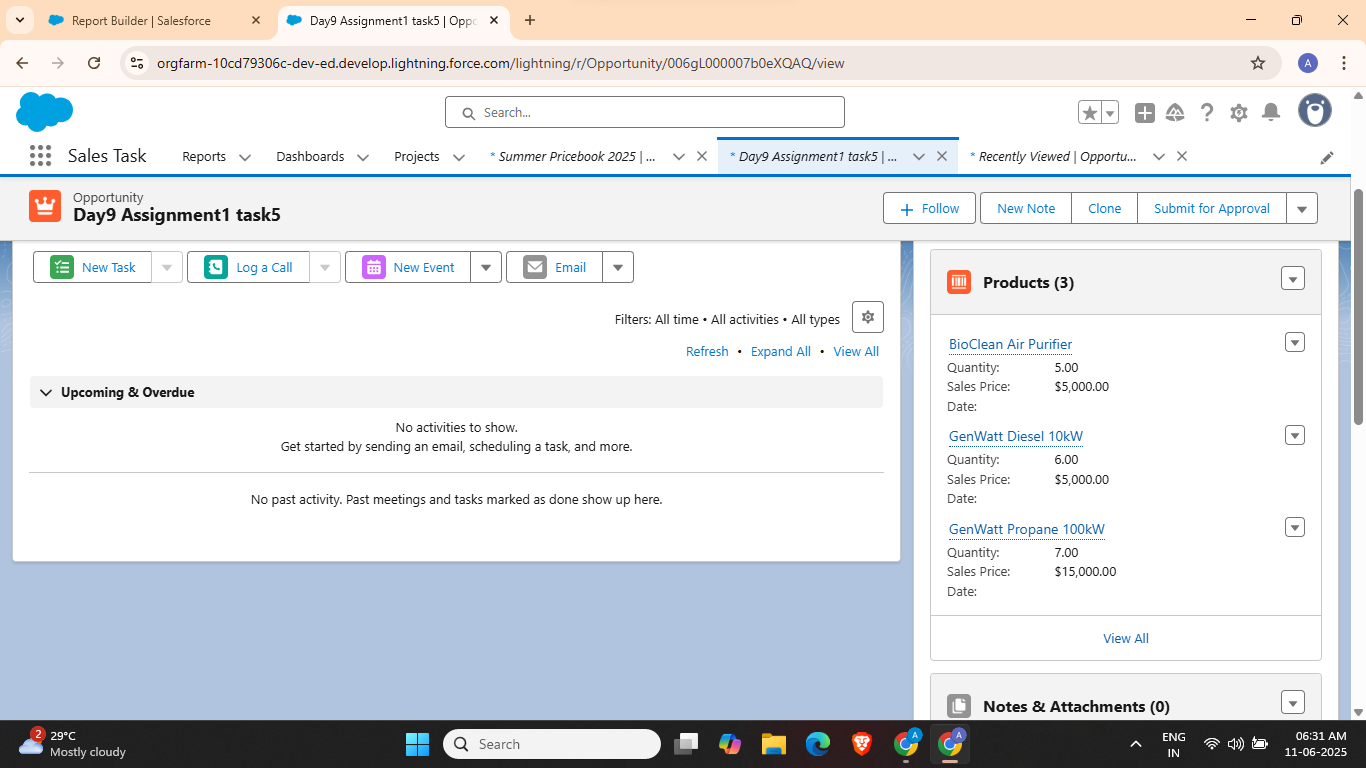 Report Builder | Salesforce
Day9 Assignment1 task5 | Oppo
orgfarm-10cd79306c-dev-ed.develop.lightning.force.com/lightning/r/Opportunity/006gL000007b0eXQAQ/view
A
Search...
Sales Task
Reports
Dashboards
Projects
* Summer Pricebook 2025 | ...
* Day9 Assignment1 task5 | ...
* Recently Viewed | Opportu...
Opportunity
Day9 Assignment1 task5
+ Follow
New Note
Clone
Submit for Approval
New Task
Log a Call
New Event
Email
Filters: All time • All activities • All types
Refresh • Expand All • View All
Upcoming & Overdue
No activities to show.
Get started by sending an email, scheduling a task, and more.
No past activity. Past meetings and tasks marked as done show up here.
Products (3)
BioClean Air Purifier
Quantity: 5.00
Sales Price: $5,000.00
Date:
GenWatt Diesel 10kW
Quantity: 6.00
Sales Price: $5,000.00
Date:
GenWatt Propane 100kW
Quantity: 7.00
Sales Price: $15,000.00
Date:
View All
Notes & Attachments (0)
2
29°C
Mostly cloudy
Search
A
A
ENG
IN
06:31 AM
11-06-2025